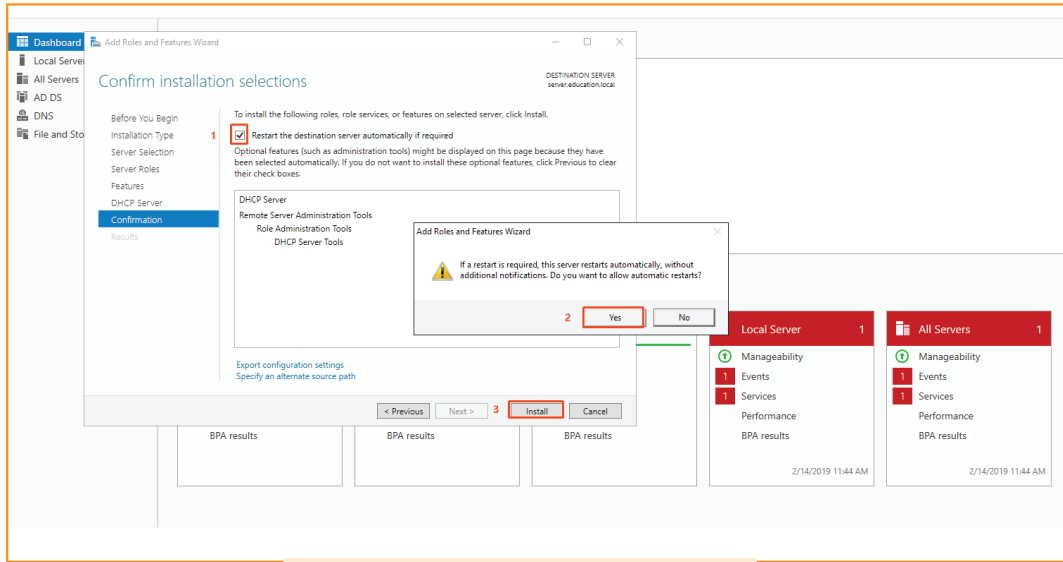 Dashboard
Local Server
All Servers
AD DS
DNS
File and Sto
Add Roles and Features Wizard
Confirm installation selections
DESTINATION SERVER
server.education.local
Before You Begin
Installation Type
Server Selection
Server Roles
Features
DHCP Server
Confirmation
Results
To install the following roles, role services, or features on selected server, click Install.
1
Restart the destination server automatically if required
Optional features (such as administration tools) might be displayed on this page because they have
been selected automatically. If you do not want to install these optional features, click Previous to clear
their check boxes.
DHCP Server
Remote Server Administration Tools
Role Administration Tools
DHCP Server Tools
Add Roles and Features Wizard
If a restart is required, this server restarts automatically, without
additional notifications. Do you want to allow automatic restarts?
2 Yes No
Export configuration settings
Specify an alternate source path
< Previous Next > 3 Install Cancel
BPA results
BPA results
BPA results
Local Server 1
Manageability
1 Events
1 Services
Performance
BPA results
2/14/2019 11:44 AM
All Servers 1
Manageability
1 Events
1 Services
Performance
BPA results
2/14/2019 11:44 AM